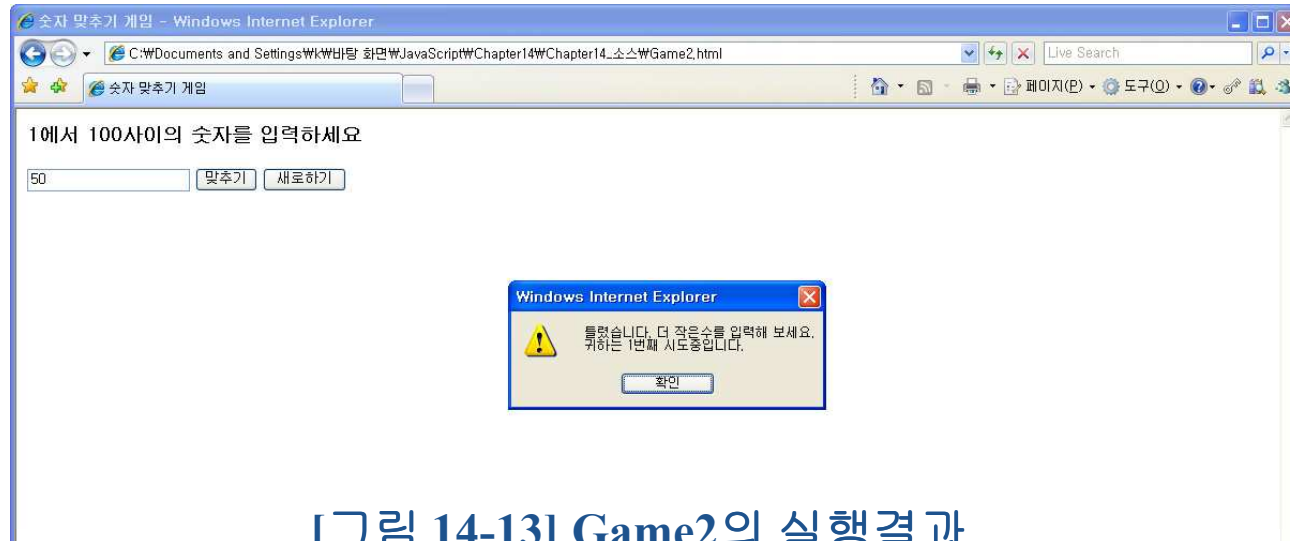 숫자 맞추기 게임 - Windows Internet Explorer
C:₩Documents and Settings₩k₩바탕 화면₩JavaScript₩Chapter14₩Chapter14_소스₩Game2.html
Live Search
숫자 맞추기 게임
페이지(P) 도구(O)
1에서 100사이의 숫자를 입력하세요
50 맞추기 새로하기
Windows Internet Explorer
틀렸습니다. 더 작은수를 입력해 보세요.
귀하는 1번째 시도중입니다.
확인
[그림 14-13] Game2의 실행결과